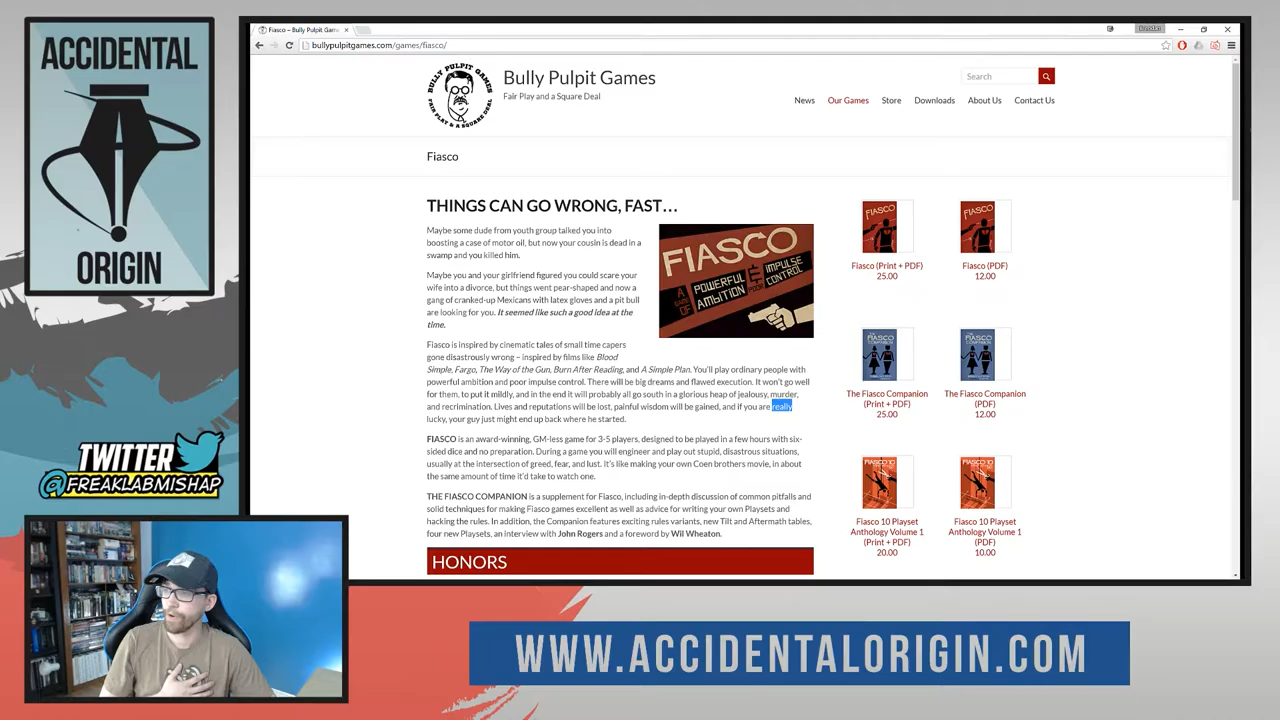 ACCIDENTAL
ORIGIN
TWITTER
@FREAKLABMISHAP
Fiasco – Bully Pulpit Gam
bullypulpitgames.com/games/fiasco/
BULLY PULPIT GAMES
FAIR PLAY & A SQUARE DEAL
Bully Pulpit Games
Fair Play and a Square Deal
Search
News
Our Games
Store
Downloads
About Us
Contact Us
Fiasco
THINGS CAN GO WRONG, FAST…
Maybe some dude from youth group talked you into
boosting a case of motor oil, but now your cousin is dead in a
swamp and you killed him.
Maybe you and your girlfriend figured you could scare your
wife into a divorce, but things went pear-shaped and now a
gang of cranked-up Mexicans with latex gloves and a pit bull
are looking for you. It seemed like such a good idea at the
time.
FIASCO
A GAME OF POWERFUL AMBITION & POOR IMPULSE CONTROL
Fiasco is inspired by cinematic tales of small time capers
gone disastrously wrong – inspired by films like Blood
Simple, Fargo, The Way of the Gun, Burn After Reading, and A Simple Plan. You'll play ordinary people with
powerful ambition and poor impulse control. There will be big dreams and flawed execution. It won't go well
for them, to put it mildly, and in the end it will probably all go south in a glorious heap of jealousy, murder,
and recrimination. Lives and reputations will be lost, painful wisdom will be gained, and if you are really
lucky, your guy just might end up back where he started.
FIASCO is an award-winning, GM-less game for 3-5 players, designed to be played in a few hours with six-
sided dice and no preparation. During a game you will engineer and play out stupid, disastrous situations,
usually at the intersection of greed, fear, and lust. It's like making your own Coen brothers movie, in about
the same amount of time it'd take to watch one.
THE FIASCO COMPANION is a supplement for Fiasco, including in-depth discussion of common pitfalls and
solid techniques for making Fiasco games excellent as well as advice for writing your own Playsets and
hacking the rules. In addition, the Companion features exciting rules variants, new Tilt and Aftermath tables,
four new Playsets, an interview with John Rogers and a foreword by Wil Wheaton.
HONORS
FIASCO
Fiasco (Print + PDF)
25.00
FIASCO
Fiasco (PDF)
12.00
The Fiasco Companion
(Print + PDF)
25.00
The Fiasco Companion
(PDF)
12.00
Fiasco 10 Playset
Anthology Volume 1
(Print + PDF)
20.00
Fiasco 10 Playset
Anthology Volume 1
(PDF)
10.00
WWW.ACCIDENTALORIGIN.COM